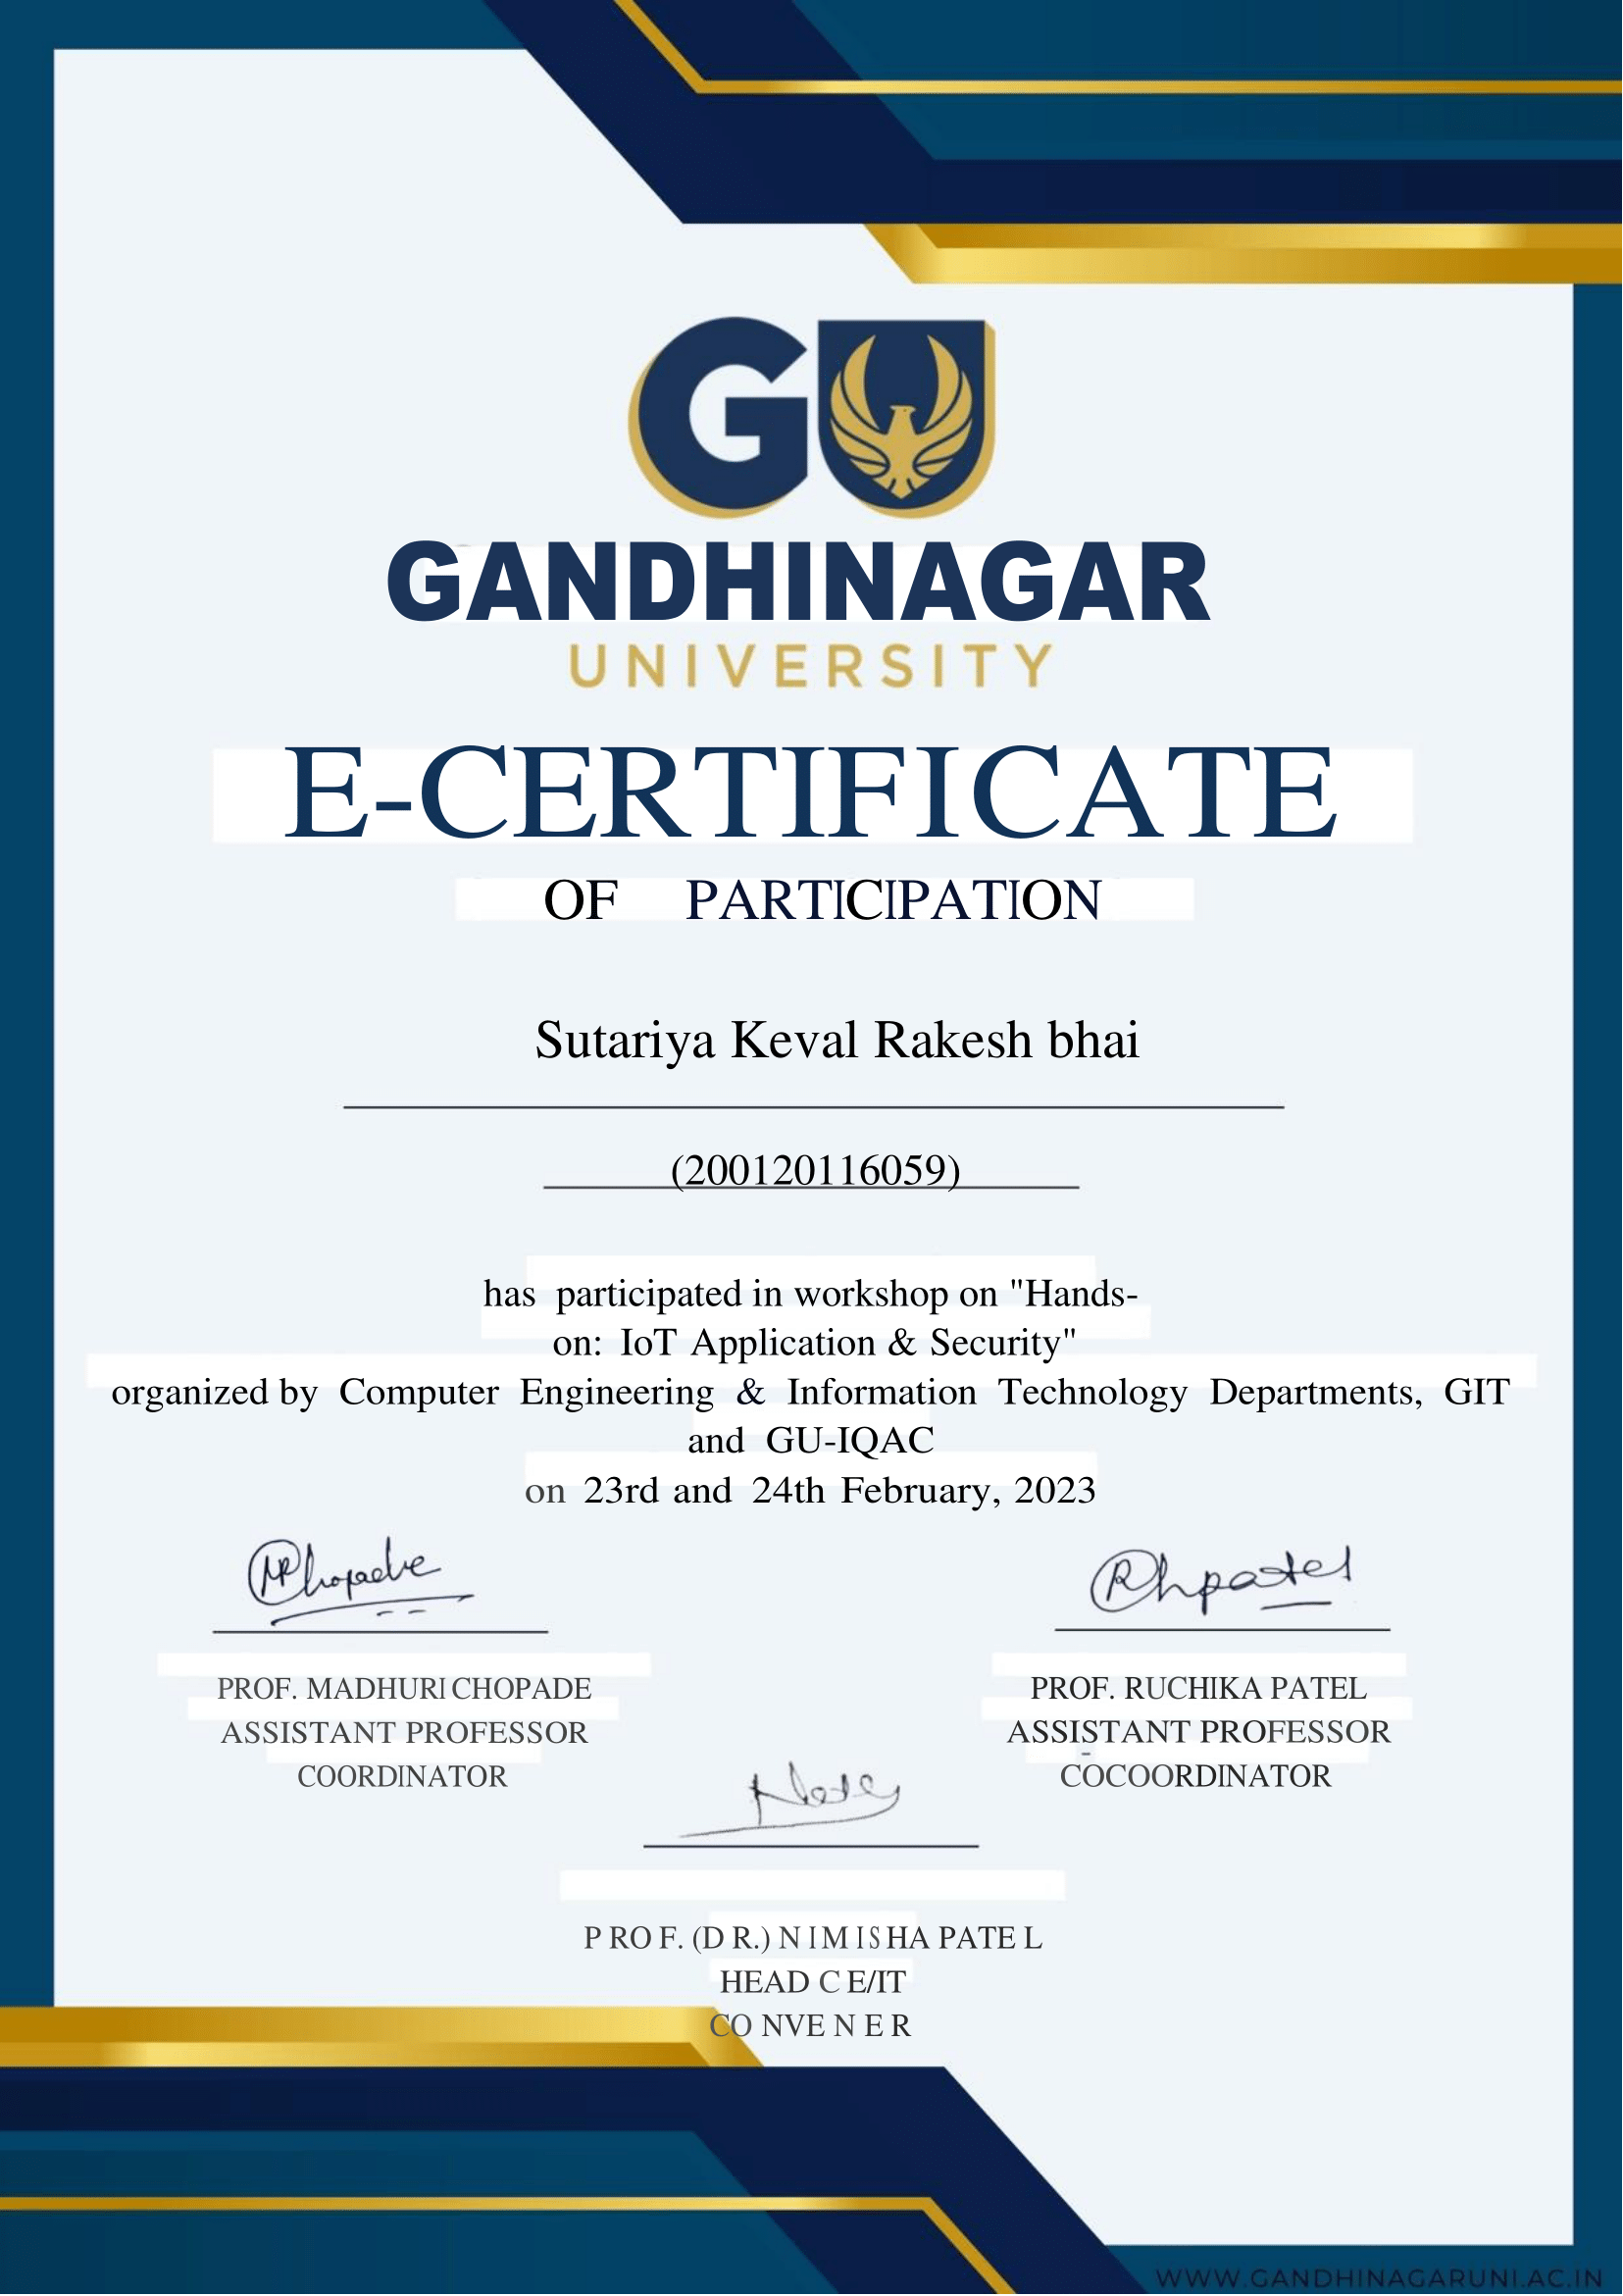 GU
GANDHINAGAR
UNIVERSITY
E-CERTIFICATE
OF PARTICIPATION
Sutariya Keval Rakesh bhai
(200120116059)
has participated in workshop on "Hands-
on: IoT Application & Security"
organized by Computer Engineering & Information Technology Departments, GIT
and GU-IQAC
on 23rd and 24th February, 2023
MChopade
Rhpatel
PROF. MADHURI CHOPADE
PROF. RUCHIKA PATEL
ASSISTANT PROFESSOR
ASSISTANT PROFESSOR
COORDINATOR
COCOORDINATOR
PROF. (DR.) NIMISHA PATEL
HEAD CE/IT
CONVENER
WWW.GANDHINAGARUNI.AC.IN